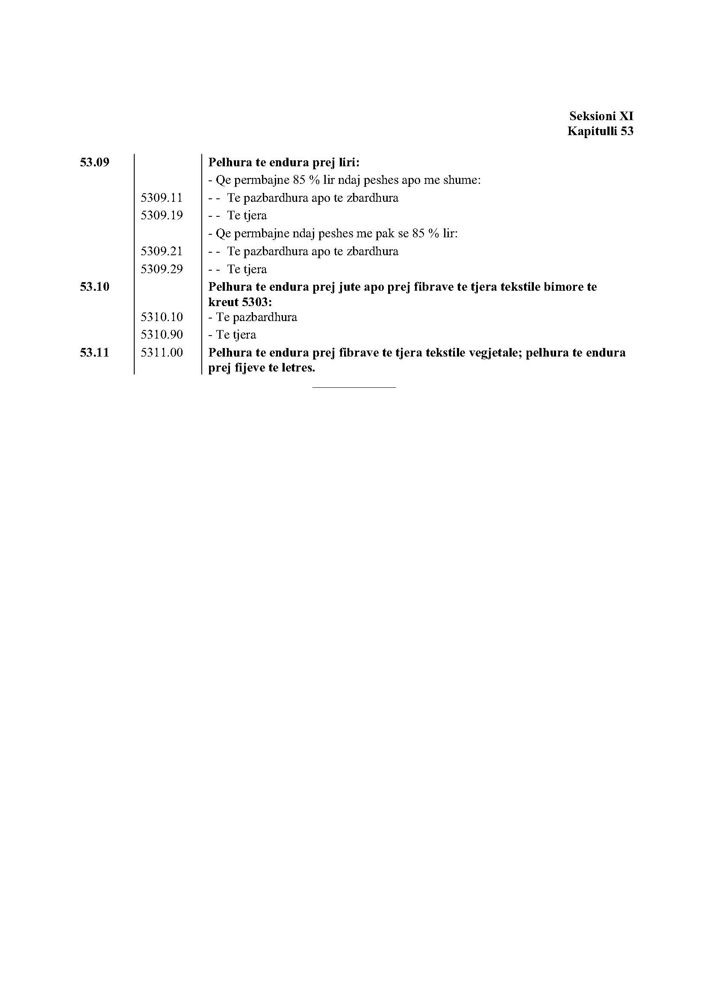 Seksioni XI
Kapitulli 53
53.09 Pelhura te endura prej liri:
- Qe permbajne 85 % lir ndaj peshes apo me shume:
5309.11 - - Te pazbardhura apo te zbardhura
5309.19 - - Te tjera
- Qe permbajne ndaj peshes me pak se 85 % lir:
5309.21 - - Te pazbardhura apo te zbardhura
5309.29 - - Te tjera
53.10 Pelhura te endura prej jute apo prej fibrave te tjera tekstile bimore te
kreut 5303:
5310.10 - Te pazbardhura
5310.90 - Te tjera
53.11 5311.00 Pelhura te endura prej fibrave te tjera tekstile vegjetale; pelhura te endura
prej fijeve te letres.